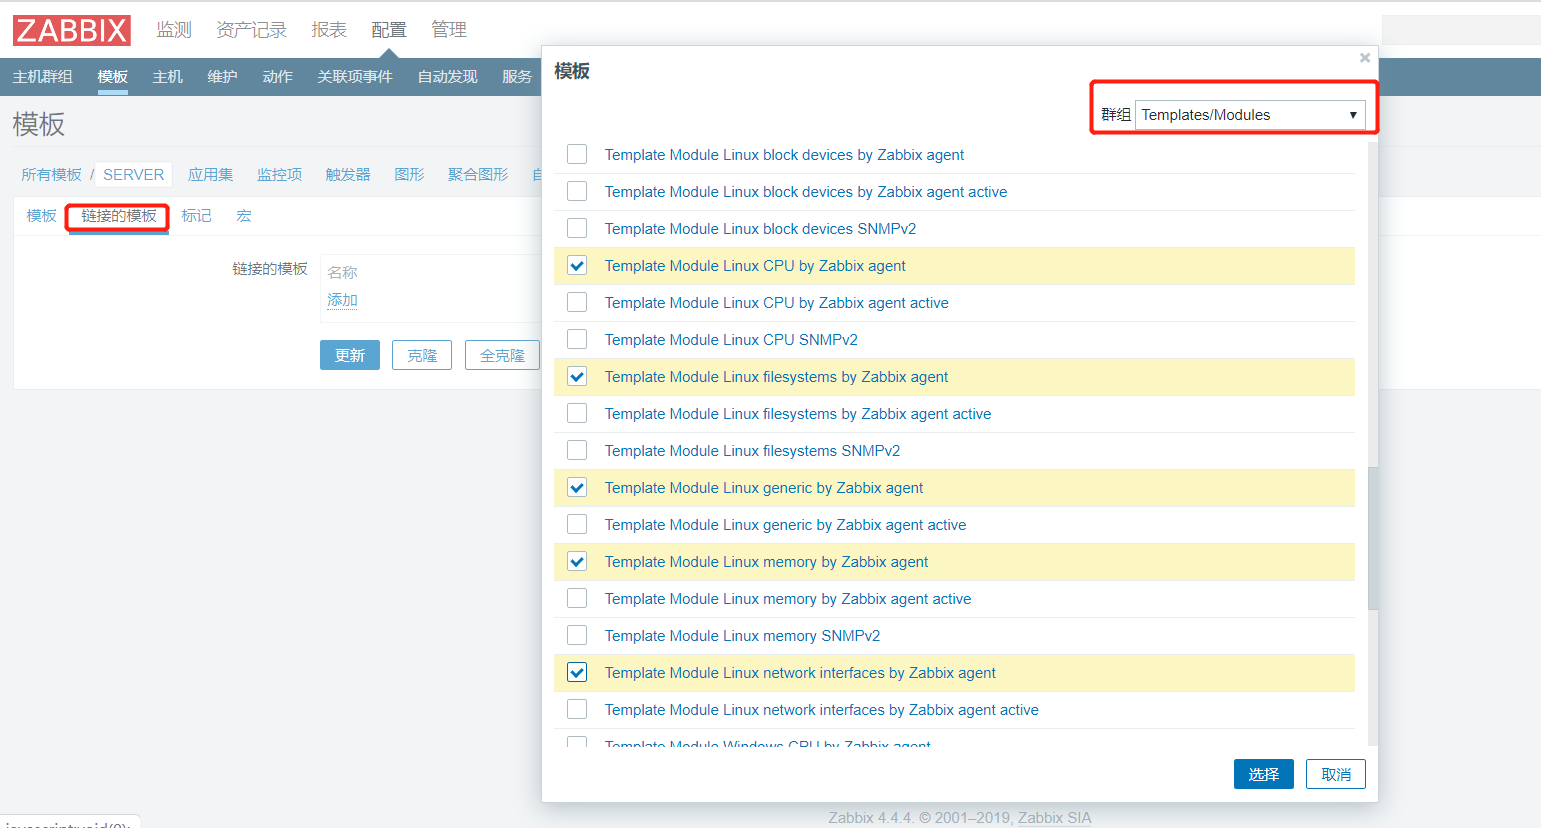 ZABBIX 监测 资产记录 报表 配置 管理
主机群组 模板 主机 维护 动作 关联项事件 自动发现 服务
模板
所有模板 / SERVER 应用集 监控项 触发器 图形 聚合图形 自
模板 链接的模板 标记 宏
链接的模板 名称
添加
更新 克隆 全克隆
模板 ×
群组 Templates/Modules ▼
Template Module Linux block devices by Zabbix agent
Template Module Linux block devices by Zabbix agent active
Template Module Linux block devices SNMPv2
Template Module Linux CPU by Zabbix agent
Template Module Linux CPU by Zabbix agent active
Template Module Linux CPU SNMPv2
Template Module Linux filesystems by Zabbix agent
Template Module Linux filesystems by Zabbix agent active
Template Module Linux filesystems SNMPv2
Template Module Linux generic by Zabbix agent
Template Module Linux generic by Zabbix agent active
Template Module Linux memory by Zabbix agent
Template Module Linux memory by Zabbix agent active
Template Module Linux memory SNMPv2
Template Module Linux network interfaces by Zabbix agent
Template Module Linux network interfaces by Zabbix agent active
Template Module Windows CPU by Zabbix agent
选择 取消
Zabbix 4.4.4. © 2001–2019, Zabbix SIA
javascript:void(0);